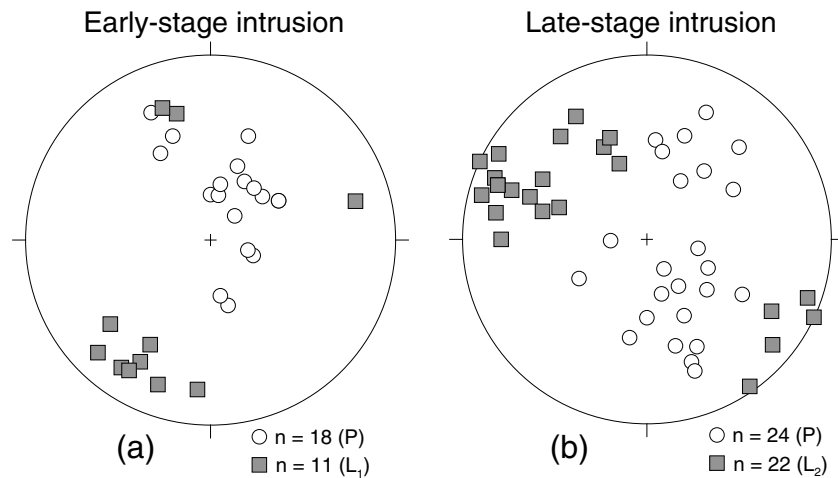 Early-stage intrusion
Late-stage intrusion
(a)
n = 18 (P)
n = 11 (L₁)
(b)
n = 24 (P)
n = 22 (L₂)